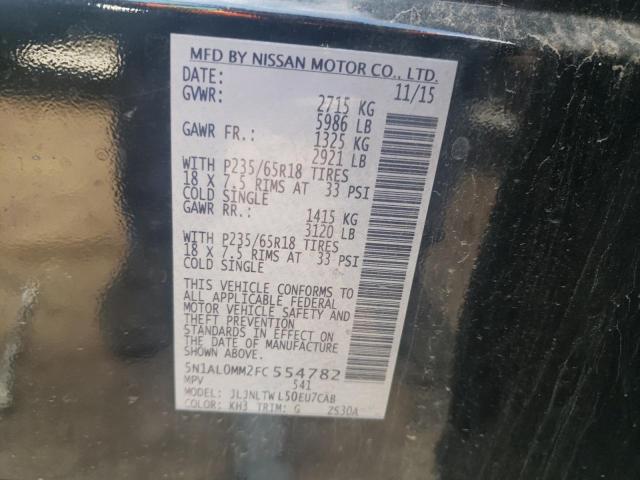 MFD BY NISSAN MOTOR CO., LTD.
DATE: 11/15
GVWR: 2715 KG
5986 LB
GAWR FR.: 1325 KG
2921 LB
WITH P235/65R18 TIRES
18 X 7.5 RIMS AT 33 PSI
COLD SINGLE
GAWR RR.: 1415 KG
3120 LB
WITH P235/65R18 TIRES
18 X 7.5 RIMS AT 33 PSI
COLD SINGLE
THIS VEHICLE CONFORMS TO
ALL APPLICABLE FEDERAL
MOTOR VEHICLE SAFETY AND
THEFT PREVENTION
STANDARDS IN EFFECT ON
THE DATE OF MANUFACTURE
SHOWN ABOVE.
5N1AL0MM2FC554782
MPV 541
MODEL: JLJNLTWL50EU7CAB
COLOR: KH3 TRIM: G 2S30A